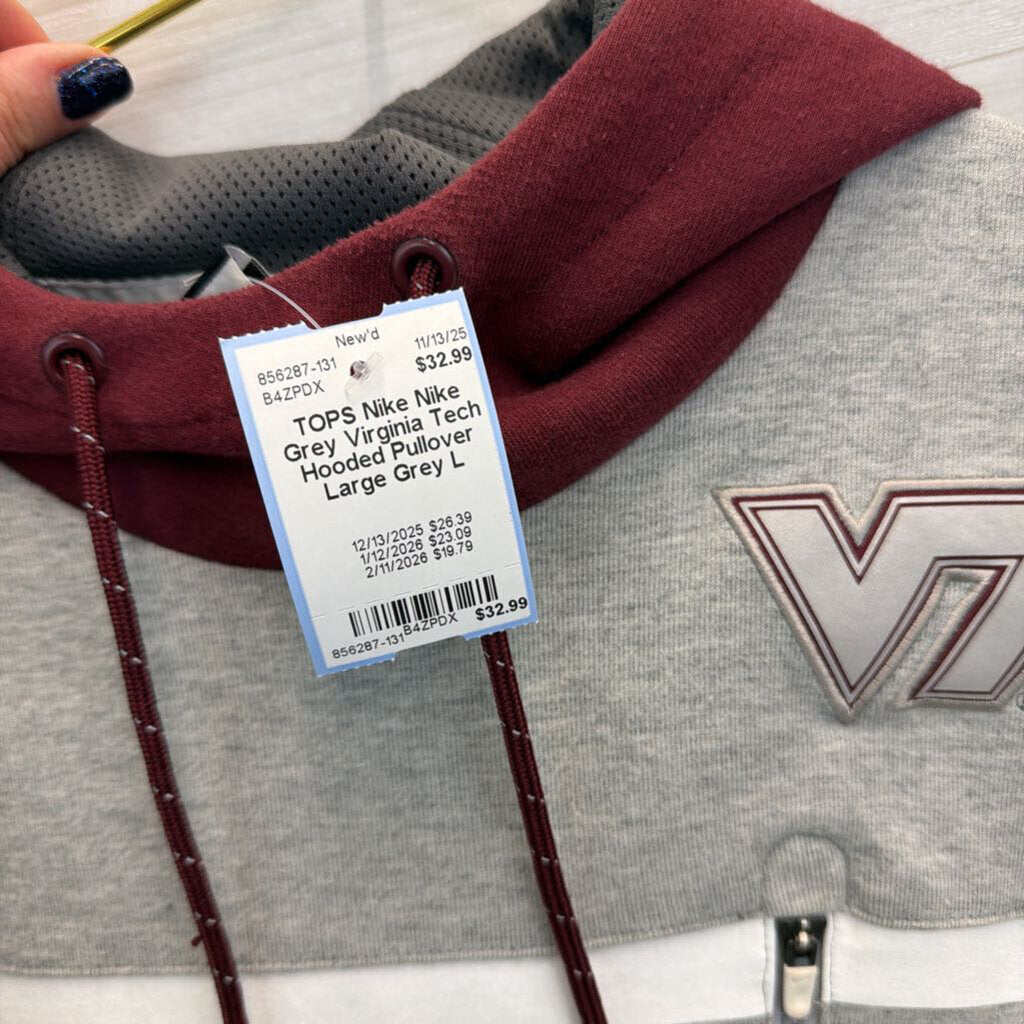 New'd
11/13/25
856287-131
$32.99
B4ZPDX
TOPS Nike Nike
Grey Virginia Tech
Hooded Pullover
Large Grey L
12/13/2025 $26.39
1/12/2026 $23.09
2/11/2026 $19.79
856287-131 B4ZPDX $32.99
VT